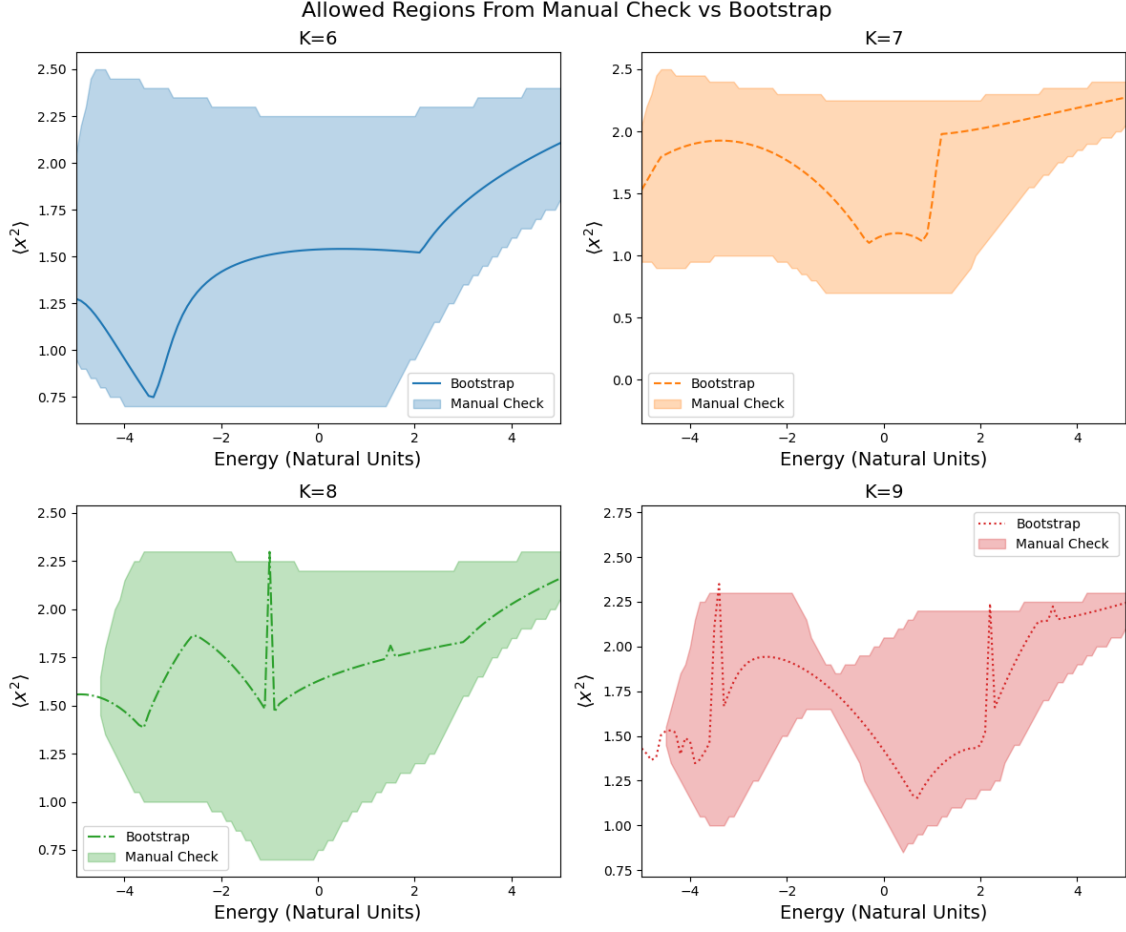 Allowed Regions From Manual Check vs Bootstrap
K=6
2.50
2.25
2.00
1.75
1.50
1.25
1.00
0.75
⟨x²⟩
Bootstrap
Manual Check
−4 −2 0 2 4
Energy (Natural Units)
K=7
2.5
2.0
1.5
1.0
0.5
0.0
⟨x²⟩
Bootstrap
Manual Check
−4 −2 0 2 4
Energy (Natural Units)
K=8
2.50
2.25
2.00
1.75
1.50
1.25
1.00
0.75
⟨x²⟩
Bootstrap
Manual Check
−4 −2 0 2 4
Energy (Natural Units)
K=9
2.75
2.50
2.25
2.00
1.75
1.50
1.25
1.00
0.75
⟨x²⟩
Bootstrap
Manual Check
−4 −2 0 2 4
Energy (Natural Units)